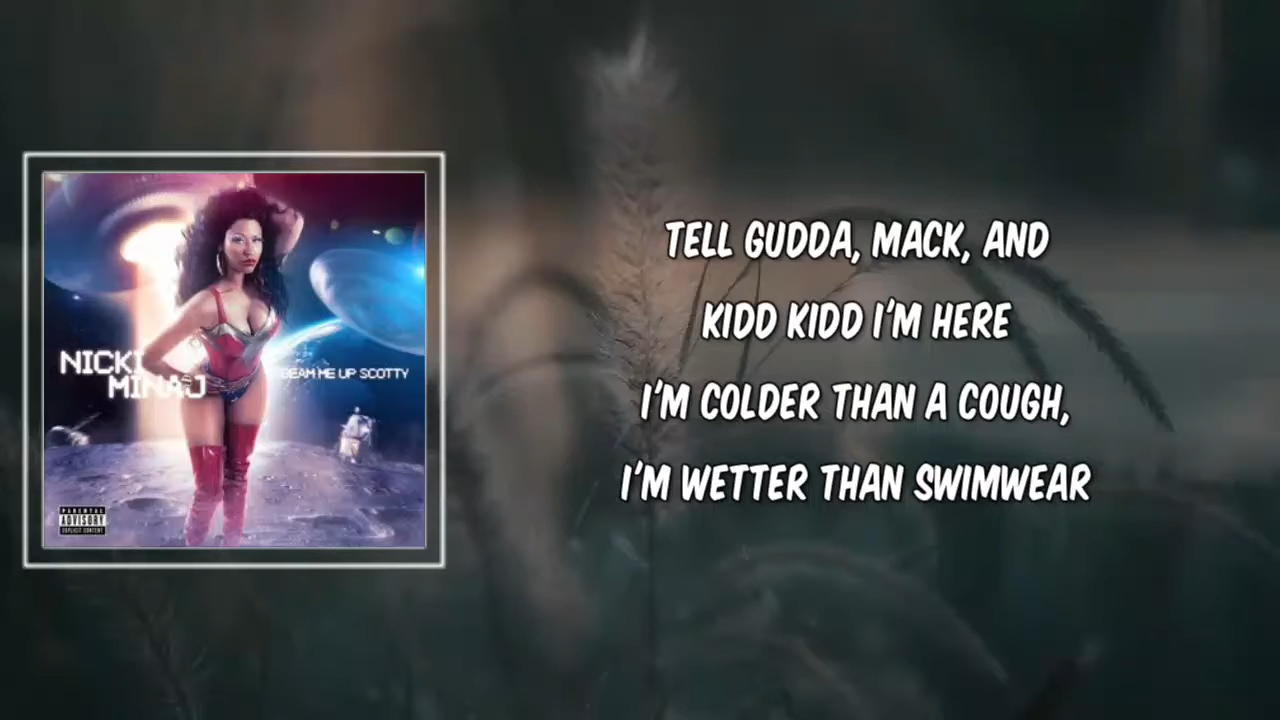 NICKI
MINAJ
BEAM ME UP SCOTTY
PARENTAL
ADVISORY
EXPLICIT CONTENT
TELL GUDDA, MACK, AND
KIDD KIDD I'M HERE
I'M COLDER THAN A COUGH,
I'M WETTER THAN SWIMWEAR